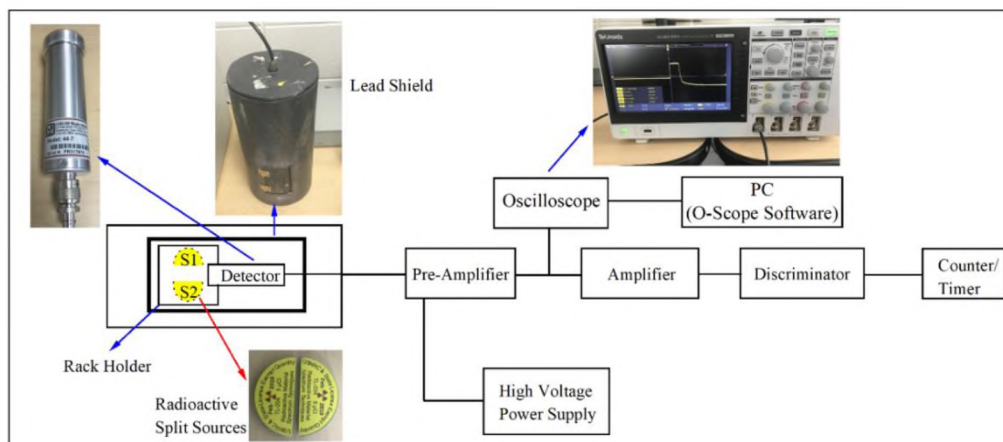 Lead Shield
Tektronix
Oscilloscope
PC
(O-Scope Software)
S1
S2
Detector
Pre-Amplifier
Amplifier
Discriminator
Counter/
Timer
Rack Holder
Radioactive
Split Sources
High Voltage
Power Supply